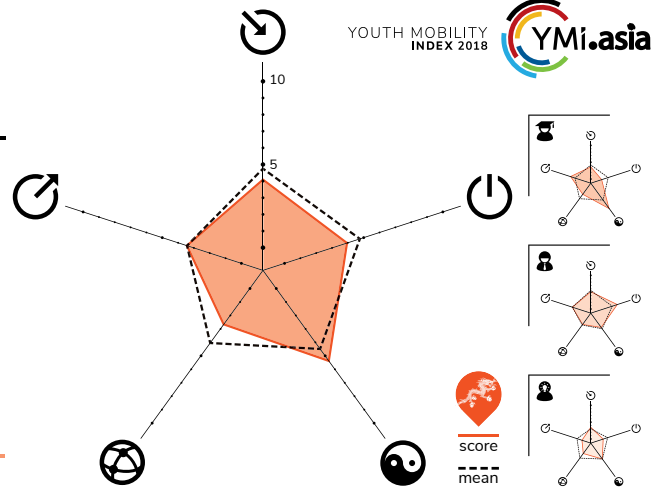 YOUTH MOBILITY
INDEX 2018
YMi.asia
10
5
score
mean